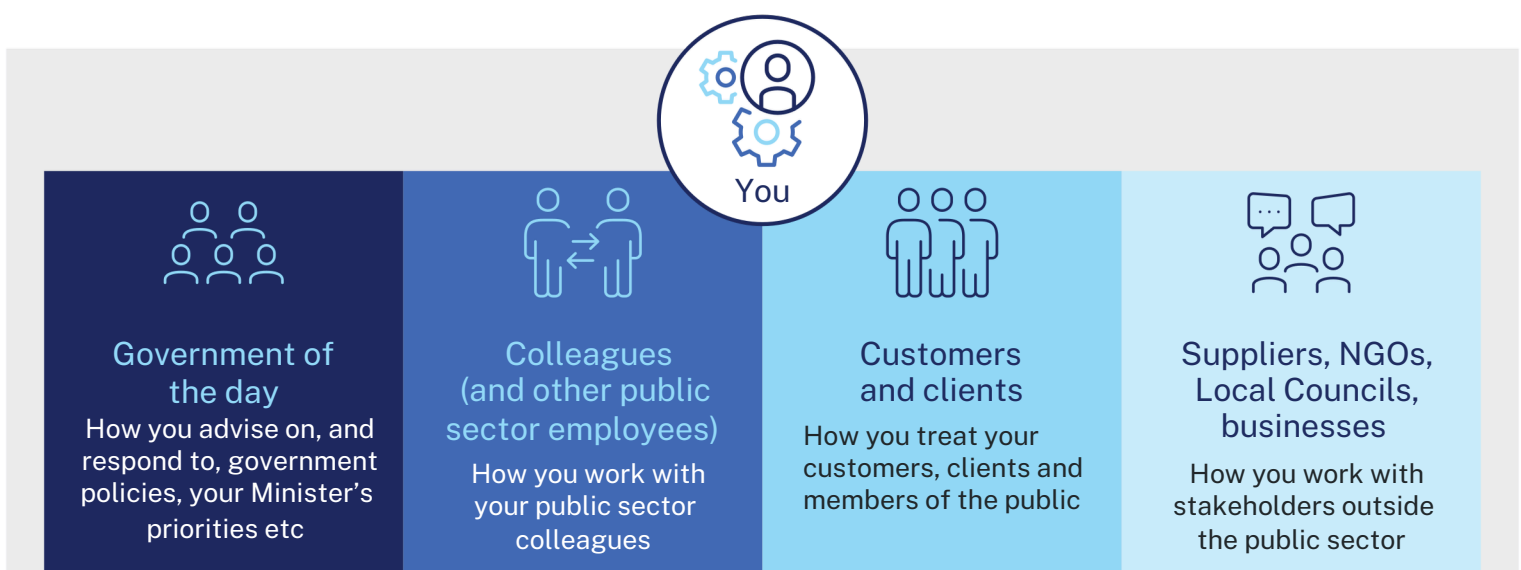 You
Government of
the day
How you advise on, and
respond to, government
policies, your Minister’s
priorities etc
Colleagues
(and other public
sector employees)
How you work with
your public sector
colleagues
Customers
and clients
How you treat your
customers, clients and
members of the public
Suppliers, NGOs,
Local Councils,
businesses
How you work with
stakeholders outside
the public sector